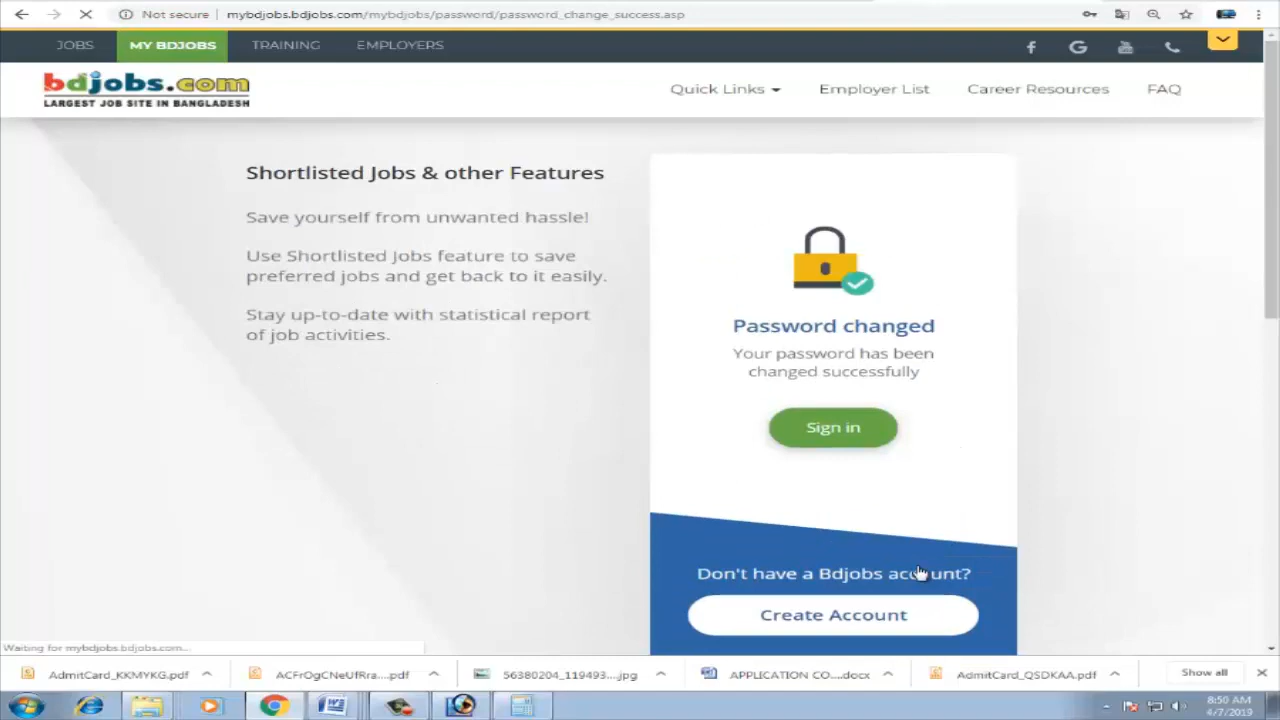 Not secure
mybdjobs.bdjobs.com/mybdjobs/password/password_change_success.asp
JOBS
MY BDJOBS
TRAINING
EMPLOYERS
bdjobs.com
LARGEST JOB SITE IN BANGLADESH
Quick Links
Employer List
Career Resources
FAQ
Shortlisted Jobs & other Features
Save yourself from unwanted hassle!
Use Shortlisted Jobs feature to save
preferred jobs and get back to it easily.
Stay up-to-date with statistical report
of job activities.
Password changed
Your password has been
changed successfully
Sign in
Don't have a Bdjobs account?
Create Account
Waiting for mybdjobs.bdjobs.com...
AdmitCard_KKMYKG.pdf
ACFrOgCNeUfRra....pdf
56380204_119493....jpg
APPLICATION CO....docx
AdmitCard_QSDKAA.pdf
Show all
8:50 AM
4/7/2019